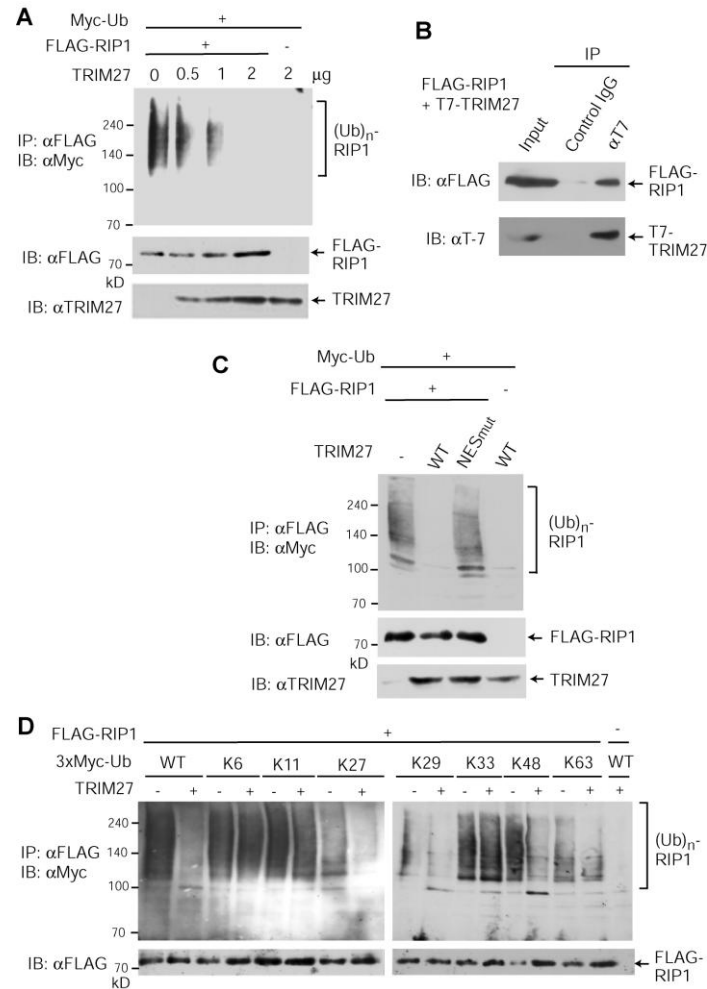 A
Myc-Ub +
FLAG-RIP1 + -
TRIM27 0 0.5 1 2 2 µg
IP: αFLAG
IB: αMyc
240
140
100
70
(Ub)n-
RIP1
IB: αFLAG
70
kD
FLAG-
RIP1
IB: αTRIM27
TRIM27
B
IP
FLAG-RIP1
+ T7-TRIM27
Input
Control IgG
αT7
IB: αFLAG
FLAG-
RIP1
IB: αT-7
T7-
TRIM27
C
Myc-Ub +
FLAG-RIP1 + -
TRIM27 - WT NESmut WT
IP: αFLAG
IB: αMyc
240
140
100
70
(Ub)n-
RIP1
IB: αFLAG
70
kD
FLAG-RIP1
IB: αTRIM27
TRIM27
D
FLAG-RIP1 + -
3xMyc-Ub WT K6 K11 K27 K29 K33 K48 K63 WT
TRIM27 - + - + - + - + - + - + - + - + +
IP: αFLAG
IB: αMyc
240
140
100
70
(Ub)n-
RIP1
IB: αFLAG
70
kD
FLAG-
RIP1